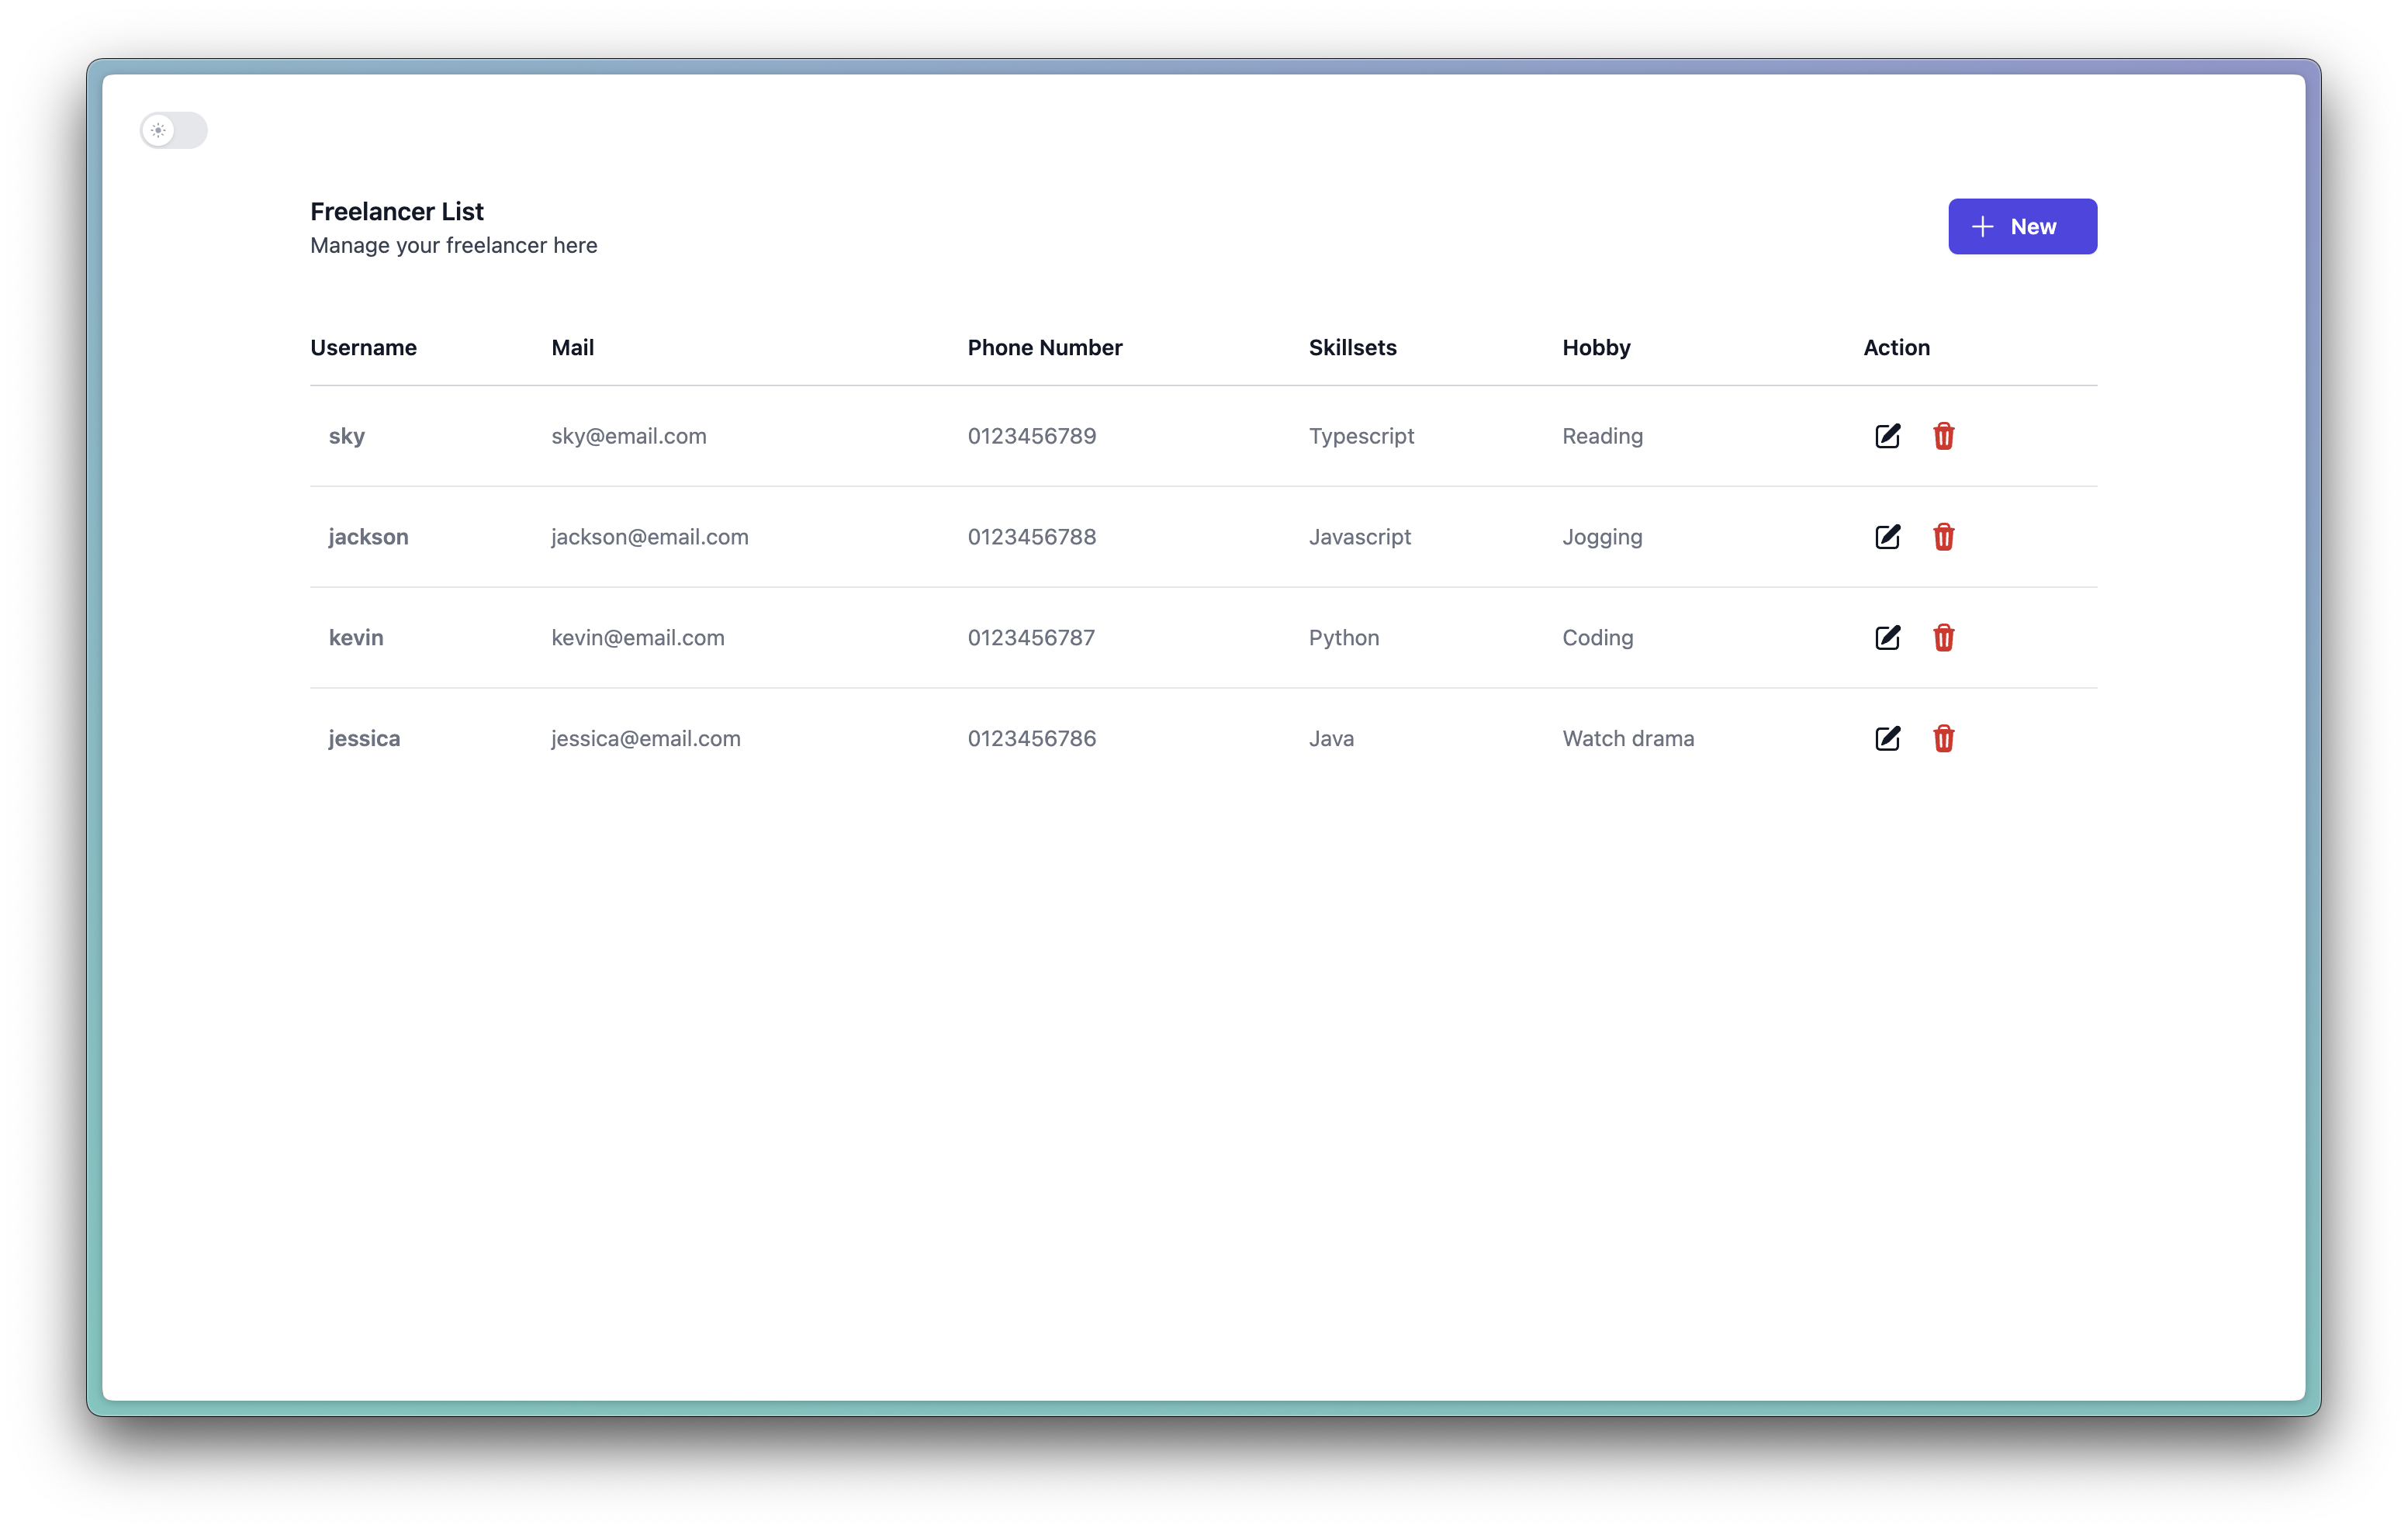 Freelancer List
Manage your freelancer here
New
Username Mail Phone Number Skillsets Hobby Action
sky sky@email.com 0123456789 Typescript Reading
jackson jackson@email.com 0123456788 Javascript Jogging
kevin kevin@email.com 0123456787 Python Coding
jessica jessica@email.com 0123456786 Java Watch drama